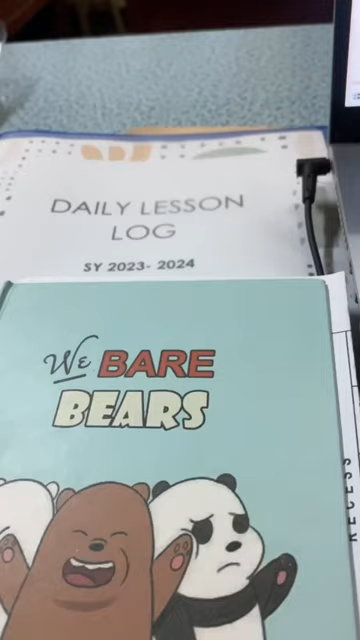 DAILY LESSON
LOG
SY 2023- 2024
We BARE
BEARS
RECESS